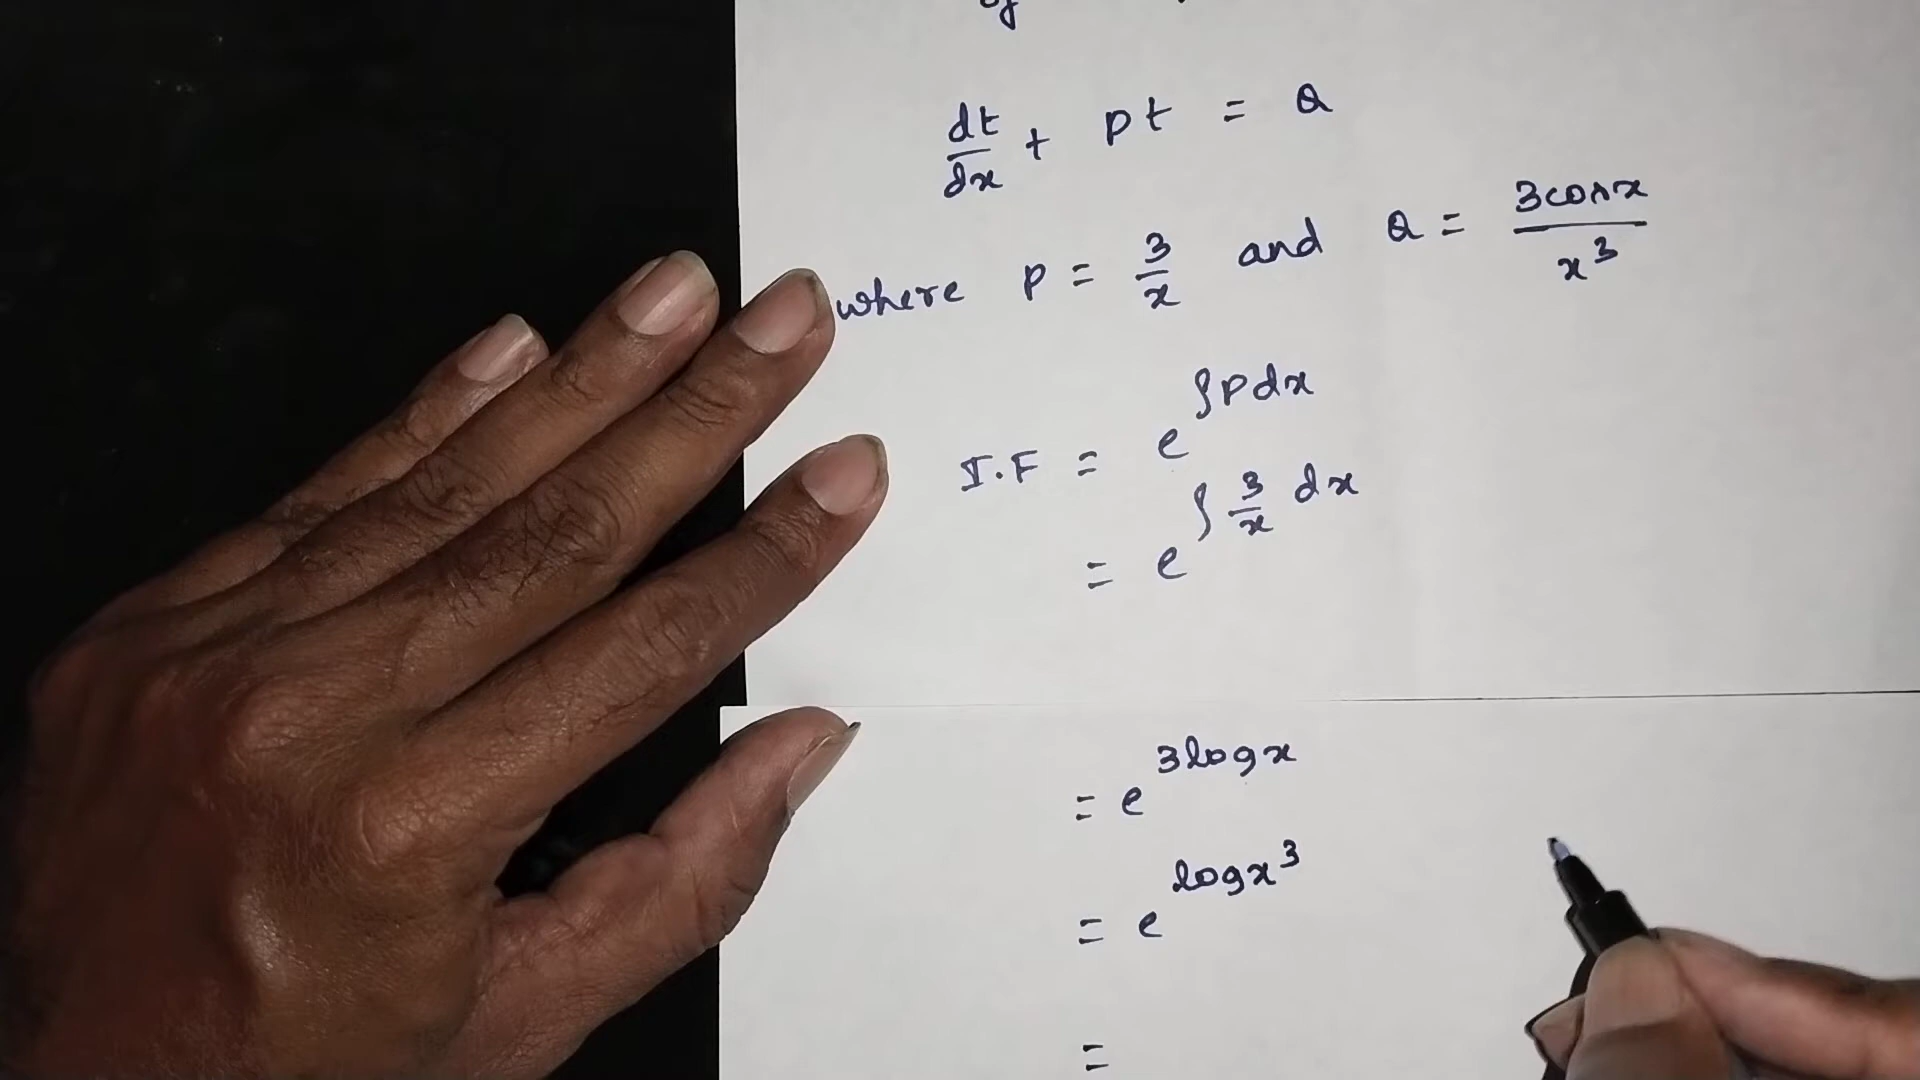 dt/dx + pt = Q
where p = 3/x and Q = 3cosx/x³
I.F = e^∫pdx
= e^∫3/x dx
= e^3logx
= e^logx³
=